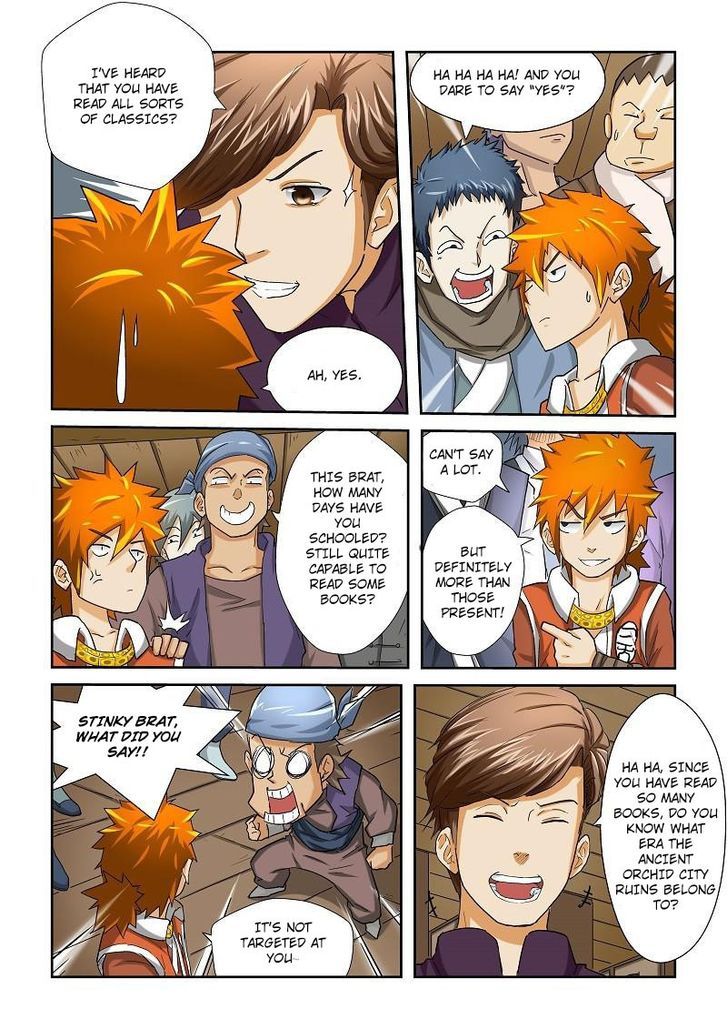 I'VE HEARD
THAT YOU HAVE
READ ALL SORTS
OF CLASSICS?
AH, YES.
HA HA HA HA! AND YOU
DARE TO SAY "YES"?
THIS BRAT,
HOW MANY
DAYS HAVE
YOU
SCHOOLED?
STILL QUITE
CAPABLE TO
READ SOME
BOOKS?
CAN'T SAY
A LOT.
BUT
DEFINITELY
MORE THAN
THOSE
PRESENT!
STINKY BRAT,
WHAT DID YOU
SAY!!
IT'S NOT
TARGETED AT
YOU
HA HA, SINCE
YOU HAVE READ
SO MANY
BOOKS, DO YOU
KNOW WHAT
ERA THE
ANCIENT
ORCHID CITY
RUINS BELONG
TO?